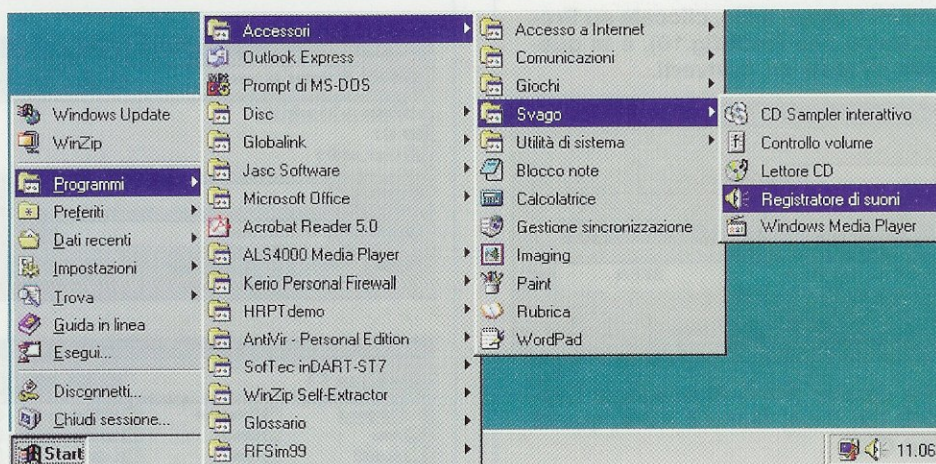 Windows Update
WinZip
Programmi
Preferiti
Dati recenti
Impostazioni
Trova
Guida in linea
Esegui...
Disconnetti...
Chiudi sessione...
Start
Accessori
Outlook Express
Prompt di MS-DOS
Disc
Globalink
Jasc Software
Microsoft Office
Acrobat Reader 5.0
ALS4000 Media Player
Kerio Personal Firewall
HRPTdemo
AntiVir - Personal Edition
SofTec inDART-ST7
WinZip Self-Extractor
Glossario
RFSim99
Accesso a Internet
Comunicazioni
Giochi
Svago
Utilità di sistema
Blocco note
Calcolatrice
Gestione sincronizzazione
Imaging
Paint
Rubrica
WordPad
CD Sampler interattivo
Controllo volume
Lettore CD
Registratore di suoni
Windows Media Player
11.06